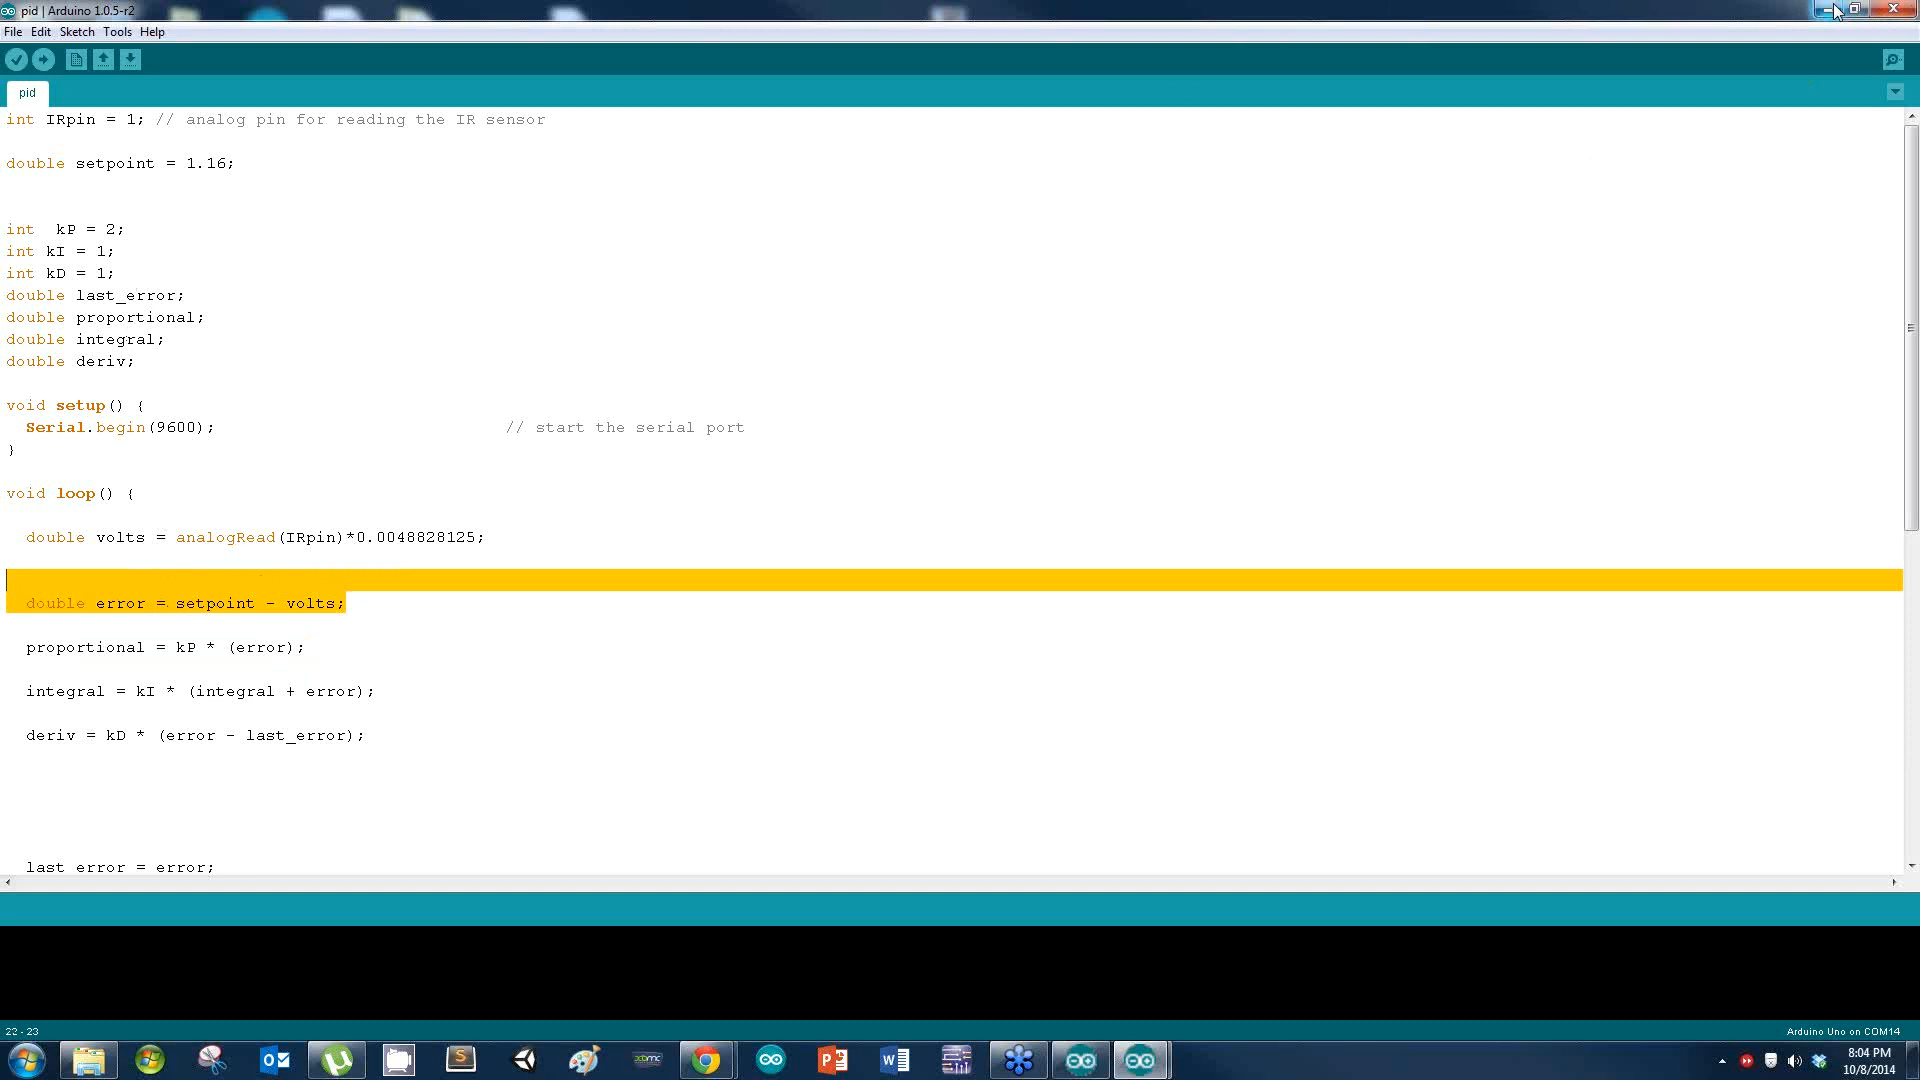 pid | Arduino 1.0.5-r2
File Edit Sketch Tools Help
pid
int IRpin = 1; // analog pin for reading the IR sensor
double setpoint = 1.16;
int  kP = 2;
int kI = 1;
int kD = 1;
double last_error;
double proportional;
double integral;
double deriv;
void setup() {
  Serial.begin(9600);                             // start the serial port
}
void loop() {
  double volts = analogRead(IRpin)*0.0048828125;
  double error = setpoint - volts;
  proportional = kP * (error);
  integral = kI * (integral + error);
  deriv = kD * (error - last_error);
  last error = error;
22 - 23
Arduino Uno on COM14
xbmc
8:04 PM
10/8/2014